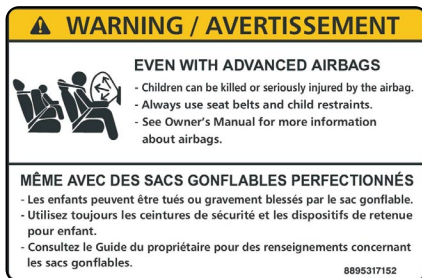 WARNING / AVERTISSEMENT
EVEN WITH ADVANCED AIRBAGS
- Children can be killed or seriously injured by the airbag.
- Always use seat belts and child restraints.
- See Owner's Manual for more information
about airbags.
MÊME AVEC DES SACS GONFLABLES PERFECTIONNÉS
- Les enfants peuvent être tués ou gravement blessés par le sac gonflable.
- Utilisez toujours les ceintures de sécurité et les dispositifs de retenue
pour enfant.
- Consultez le Guide du propriétaire pour des renseignements concernant
les sacs gonflables.
8895317152